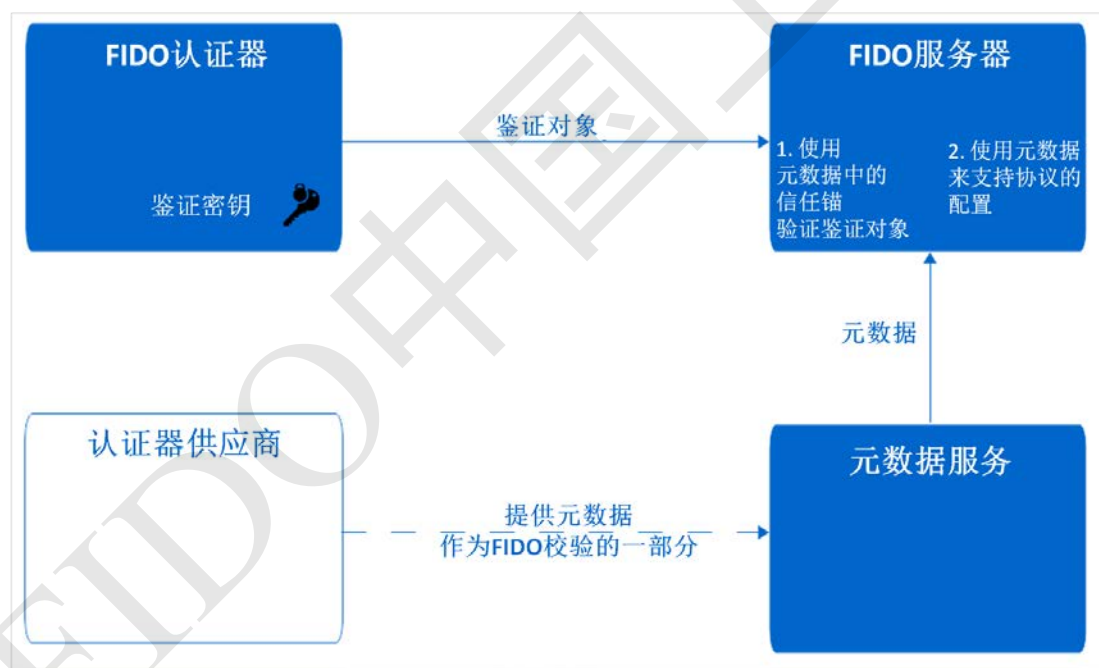 FIDO认证器
鉴证密钥
鉴证对象
FIDO服务器
1. 使用
元数据中的
信任锚
验证鉴证对象
2. 使用元数据
来支持协议的
配置
元数据
认证器供应商
提供元数据
作为FIDO校验的一部分
元数据服务
FIDO中国工